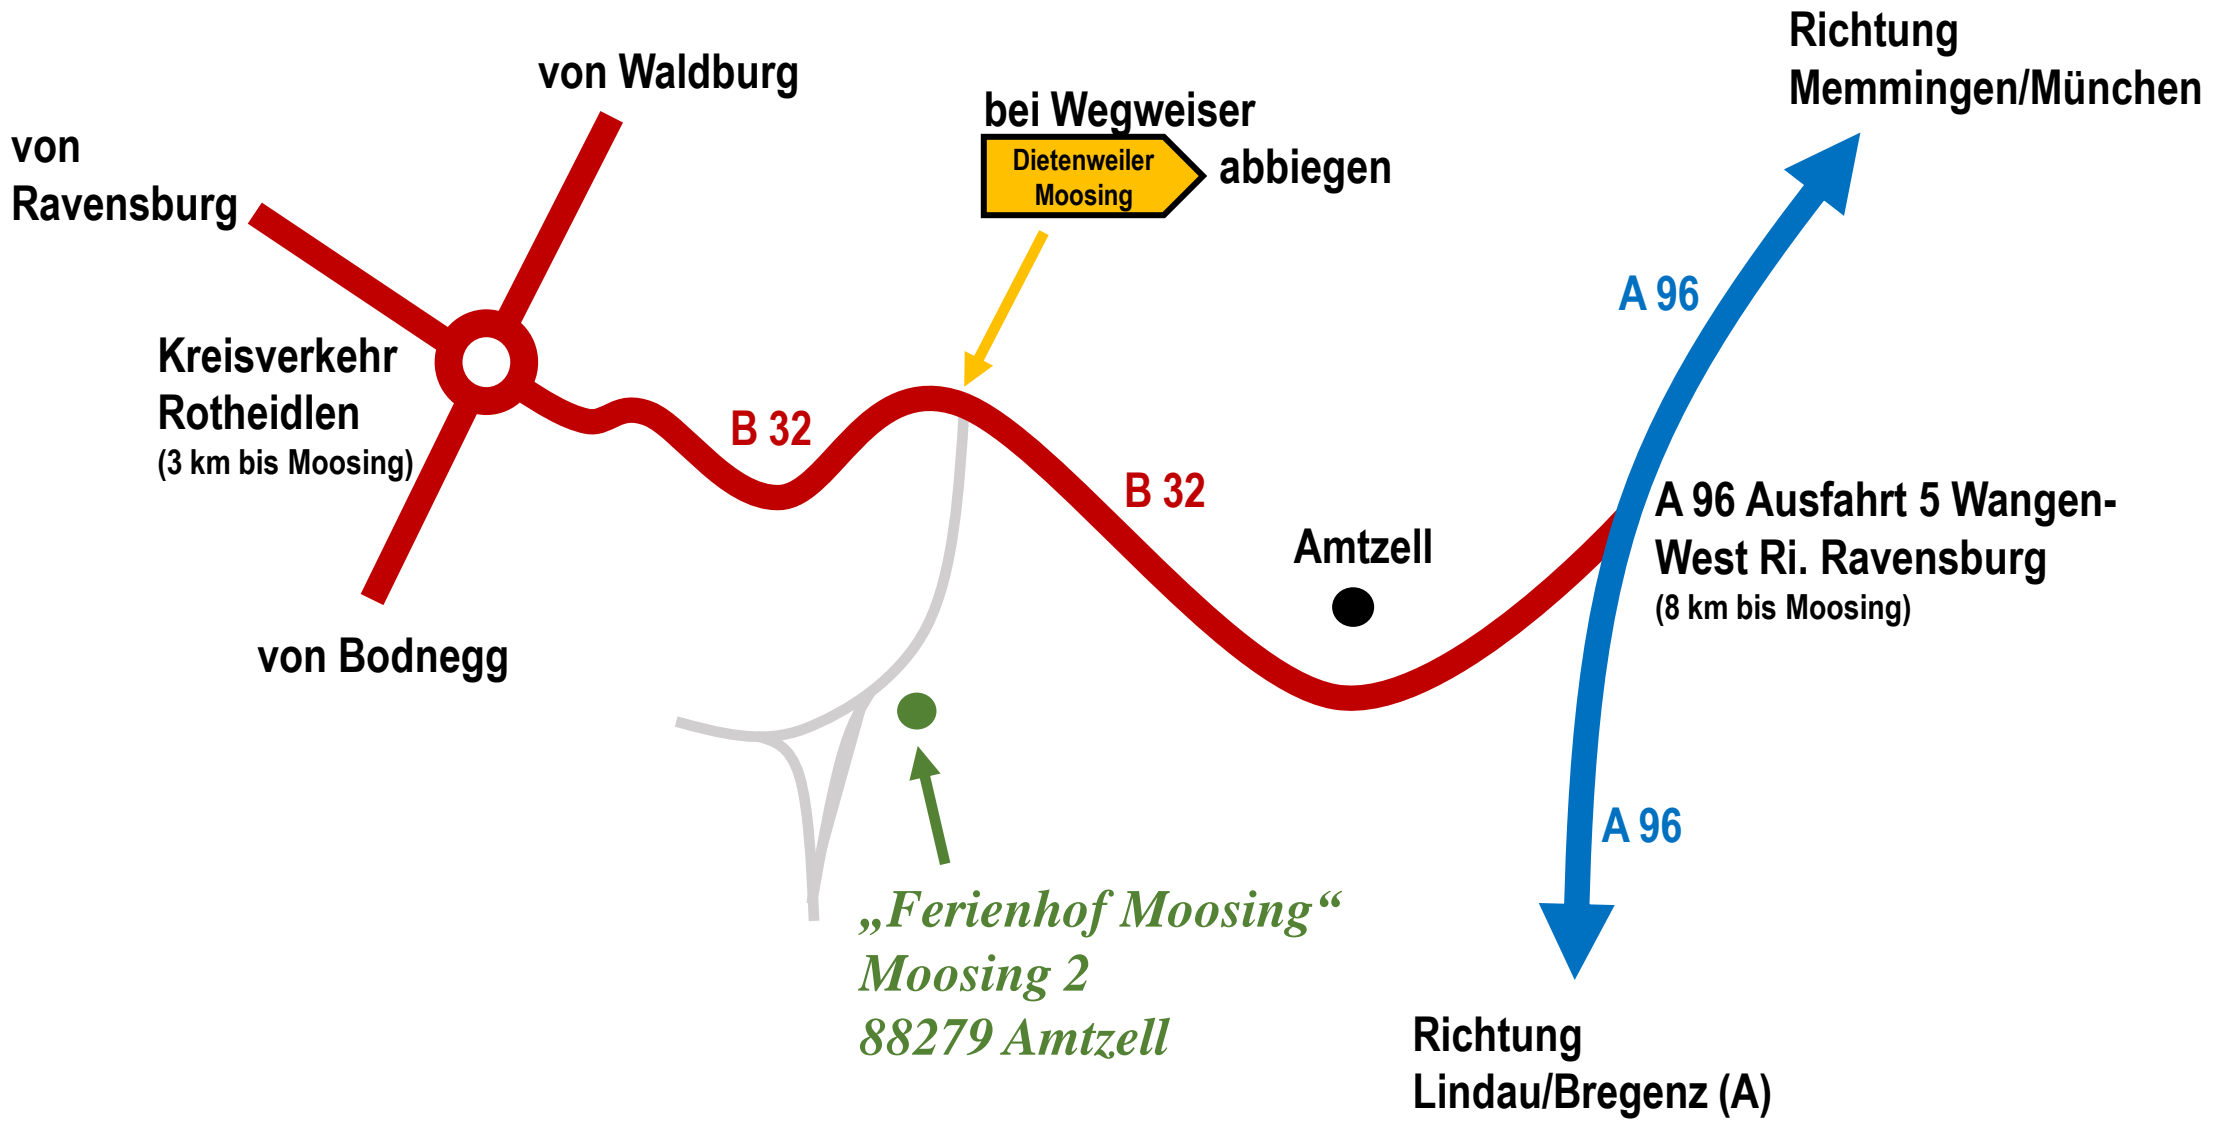 Richtung
Memmingen/München
von Waldburg
bei Wegweiser
von
Ravensburg
Dietenweiler
Moosing
abbiegen
A 96
Kreisverkehr
Rotheidlen
(3 km bis Moosing)
B 32
B 32
A 96 Ausfahrt 5 Wangen-
West Ri. Ravensburg
(8 km bis Moosing)
Amtzell
von Bodnegg
A 96
„Ferienhof Moosing“
Moosing 2
88279 Amtzell
Richtung
Lindau/Bregenz (A)